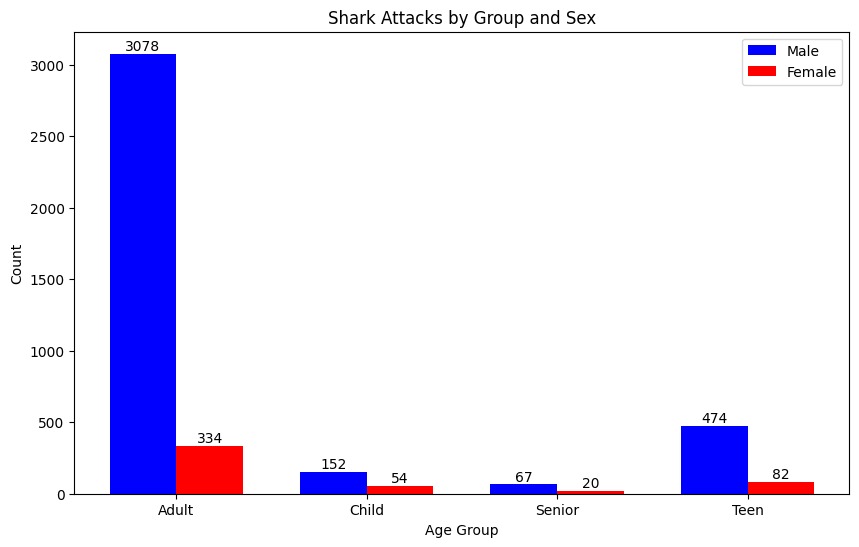 Shark Attacks by Group and Sex
Male
Female
3078
334
152
54
67
20
474
82
3000
2500
2000
1500
1000
500
0
Count
Adult
Child
Senior
Teen
Age Group